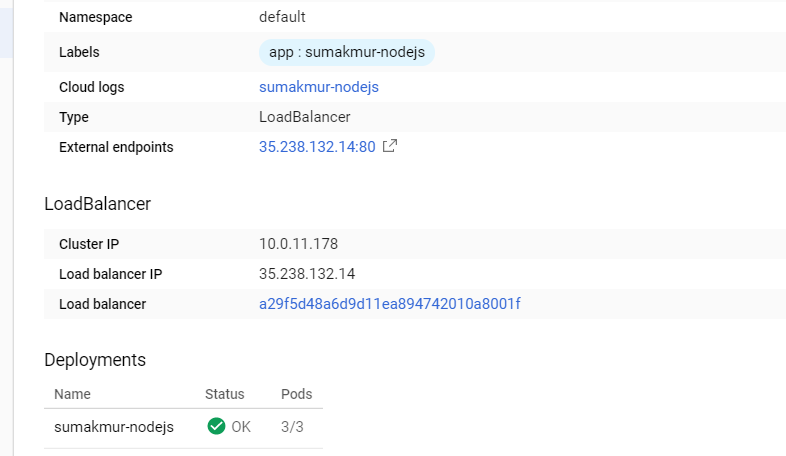 Namespace default
Labels app : sumakmur-nodejs
Cloud logs sumakmur-nodejs
Type LoadBalancer
External endpoints 35.238.132.14:80
LoadBalancer
Cluster IP 10.0.11.178
Load balancer IP 35.238.132.14
Load balancer a29f5d48a6d9d11ea894742010a8001f
Deployments
Name Status Pods
sumakmur-nodejs OK 3/3